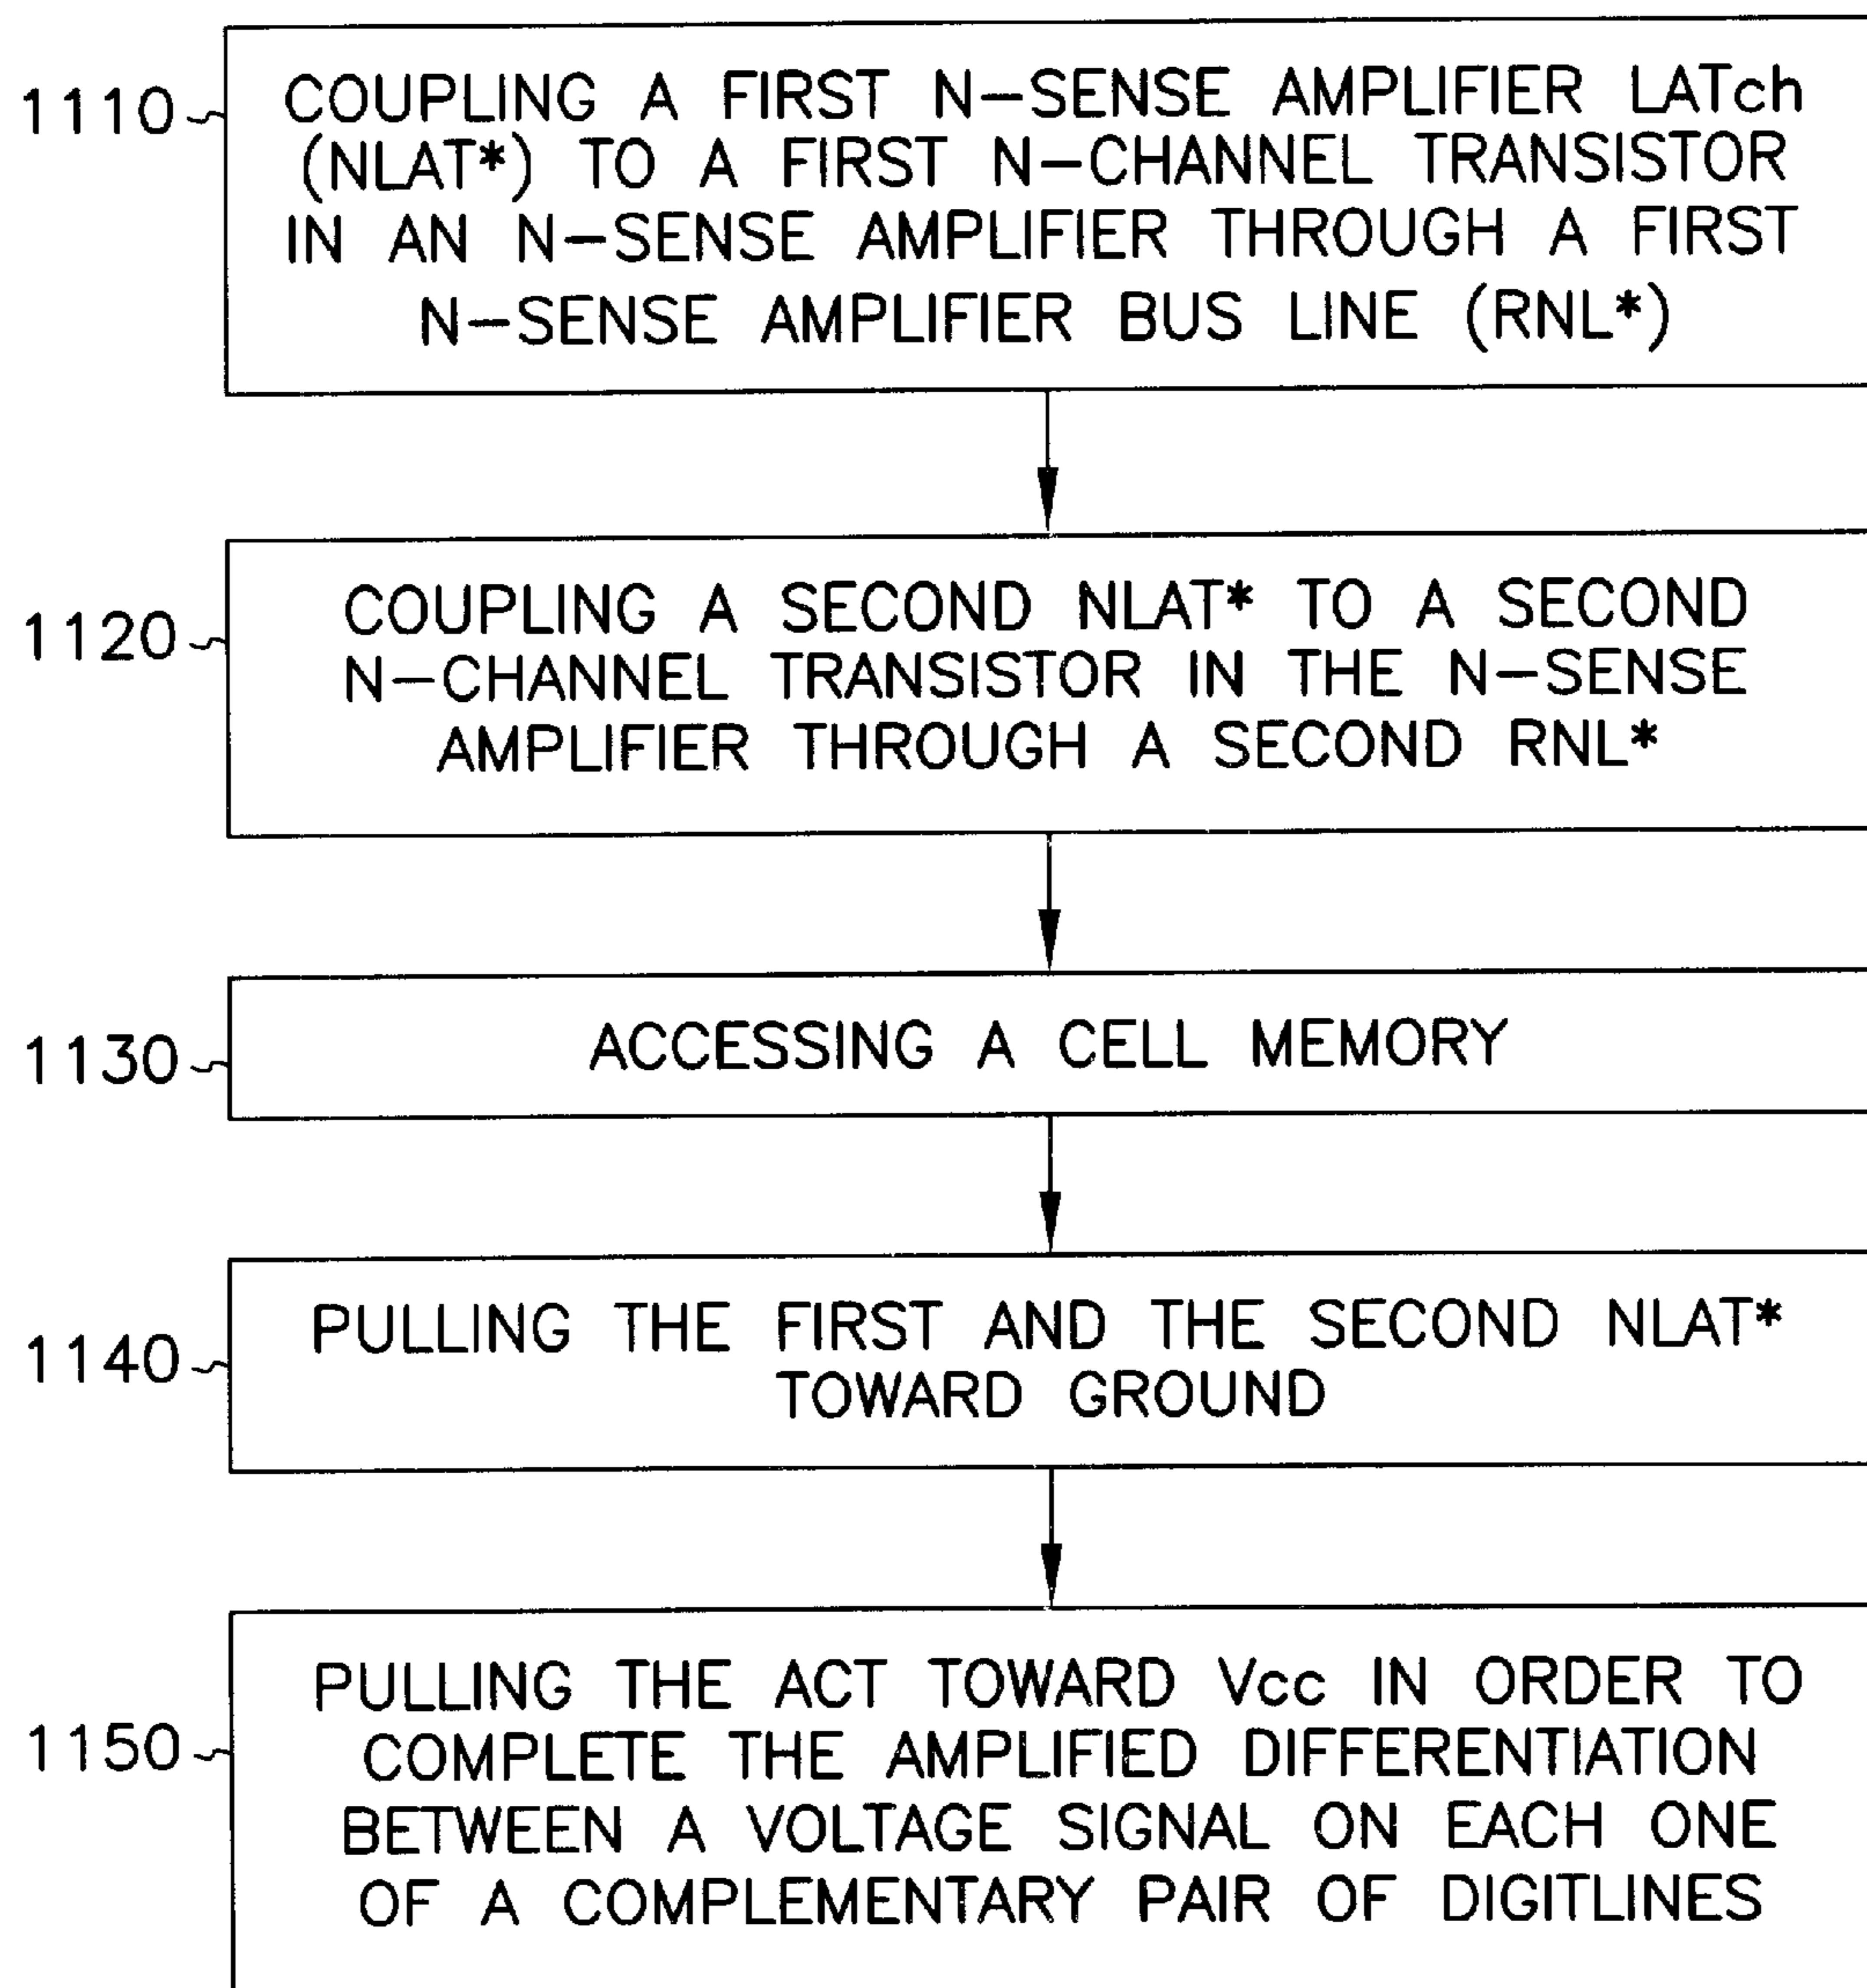 1110
COUPLING A FIRST N-SENSE AMPLIFIER LATch
(NLAT*) TO A FIRST N-CHANNEL TRANSISTOR
IN AN N-SENSE AMPLIFIER THROUGH A FIRST
N-SENSE AMPLIFIER BUS LINE (RNL*)
1120
COUPLING A SECOND NLAT* TO A SECOND
N-CHANNEL TRANSISTOR IN THE N-SENSE
AMPLIFIER THROUGH A SECOND RNL*
1130
ACCESSING A CELL MEMORY
1140
PULLING THE FIRST AND THE SECOND NLAT*
TOWARD GROUND
1150
PULLING THE ACT TOWARD Vcc IN ORDER TO
COMPLETE THE AMPLIFIED DIFFERENTIATION
BETWEEN A VOLTAGE SIGNAL ON EACH ONE
OF A COMPLEMENTARY PAIR OF DIGITLINES